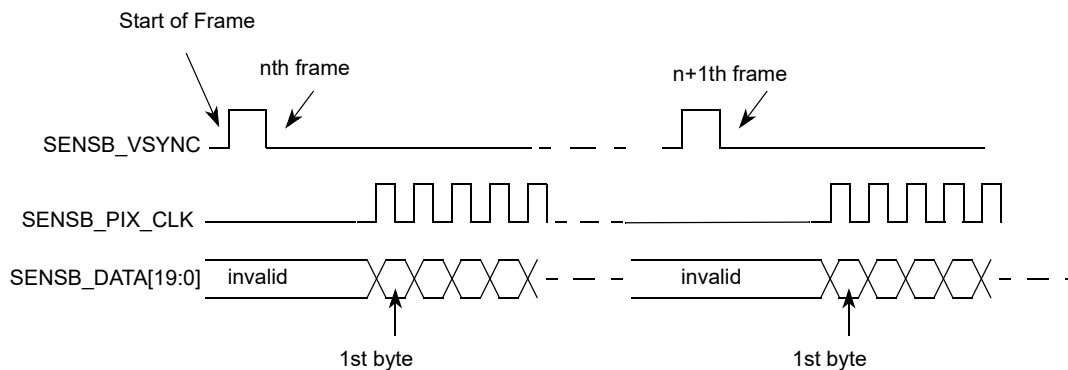 Start of Frame
nth frame
n+1th frame
SENSB_VSYNC
SENSB_PIX_CLK
SENSB_DATA[19:0]
invalid
invalid
1st byte
1st byte